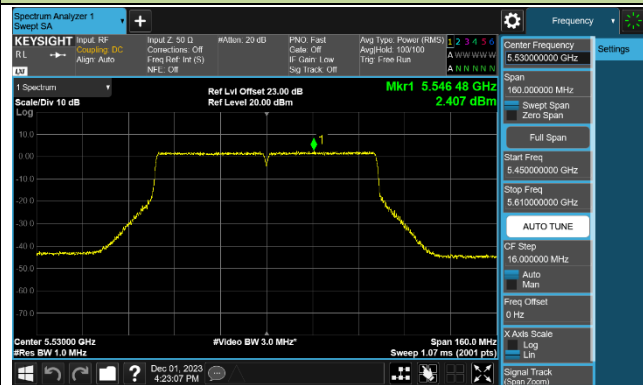 Spectrum Analyzer 1
Swept SA
+
Frequency
KEYSIGHT
RL
LXI
Input: RF
Coupling: DC
Align: Auto
Input Z: 50 Ω
Corrections: Off
Freq Ref: Int (S)
NFE: Off
#Atten: 20 dB
PNO: Fast
Gate: Off
IF Gain: Low
Sig Track: Off
Avg Type: Power (RMS)
Avg|Hold: 100/100
Trig: Free Run
1 2 3 4 5 6
A W W W W W
A N N N N N
1 Spectrum
Scale/Div 10 dB
Log
Ref Lvl Offset 23.00 dB
Ref Level 20.00 dBm
Mkr1 5.546 48 GHz
2.407 dBm
1
10.0
0.00
-10.0
-20.0
-30.0
-40.0
-50.0
-60.0
-70.0
Center 5.53000 GHz
#Res BW 1.0 MHz
#Video BW 3.0 MHz*
Span 160.0 MHz
Sweep 1.07 ms (2001 pts)
Center Frequency
5.530000000 GHz
Settings
Span
160.000000 MHz
Swept Span
Zero Span
Full Span
Start Freq
5.450000000 GHz
Stop Freq
5.610000000 GHz
AUTO TUNE
CF Step
16.000000 MHz
Auto
Man
Freq Offset
0 Hz
X Axis Scale
Log
Lin
Signal Track
(Span Zoom)
?
Dec 01, 2023
4:23:07 PM